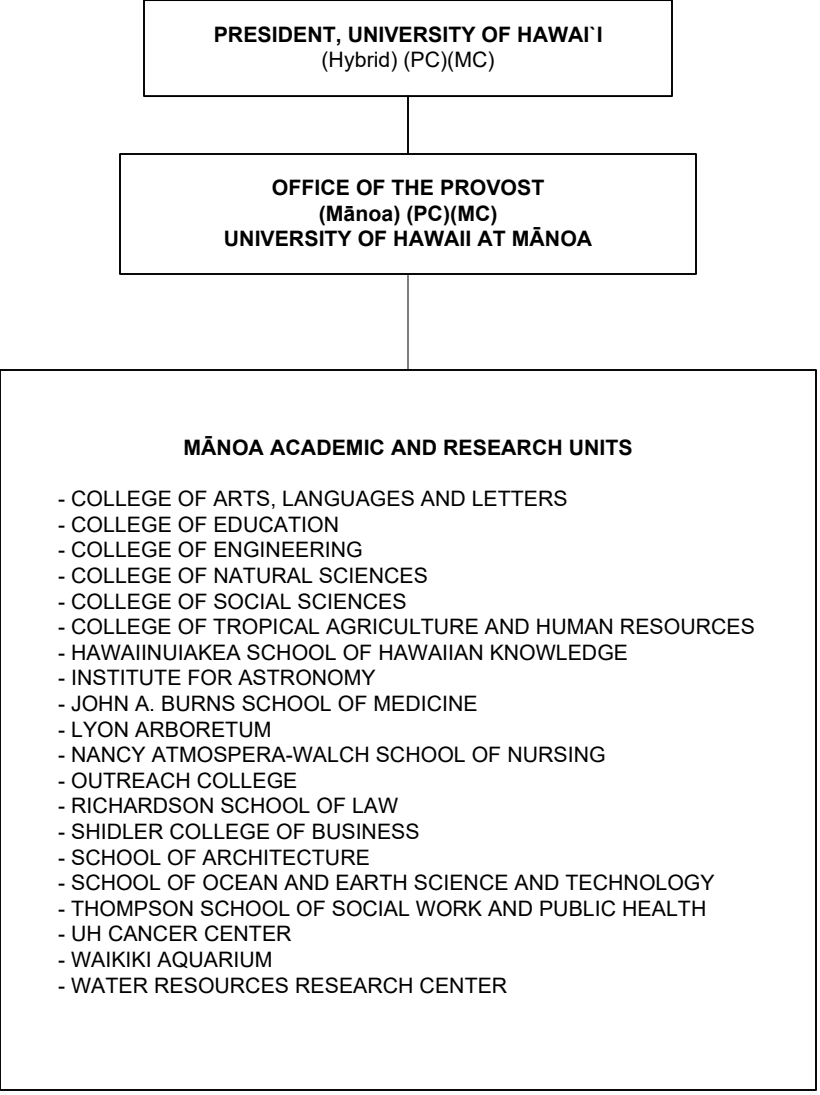 PRESIDENT, UNIVERSITY OF HAWAI`I
(Hybrid) (PC)(MC)
OFFICE OF THE PROVOST
(Mānoa) (PC)(MC)
UNIVERSITY OF HAWAII AT MĀNOA
MĀNOA ACADEMIC AND RESEARCH UNITS
- COLLEGE OF ARTS, LANGUAGES AND LETTERS
- COLLEGE OF EDUCATION
- COLLEGE OF ENGINEERING
- COLLEGE OF NATURAL SCIENCES
- COLLEGE OF SOCIAL SCIENCES
- COLLEGE OF TROPICAL AGRICULTURE AND HUMAN RESOURCES
- HAWAIINUIAKEA SCHOOL OF HAWAIIAN KNOWLEDGE
- INSTITUTE FOR ASTRONOMY
- JOHN A. BURNS SCHOOL OF MEDICINE
- LYON ARBORETUM
- NANCY ATMOSPERA-WALCH SCHOOL OF NURSING
- OUTREACH COLLEGE
- RICHARDSON SCHOOL OF LAW
- SHIDLER COLLEGE OF BUSINESS
- SCHOOL OF ARCHITECTURE
- SCHOOL OF OCEAN AND EARTH SCIENCE AND TECHNOLOGY
- THOMPSON SCHOOL OF SOCIAL WORK AND PUBLIC HEALTH
- UH CANCER CENTER
- WAIKIKI AQUARIUM
- WATER RESOURCES RESEARCH CENTER